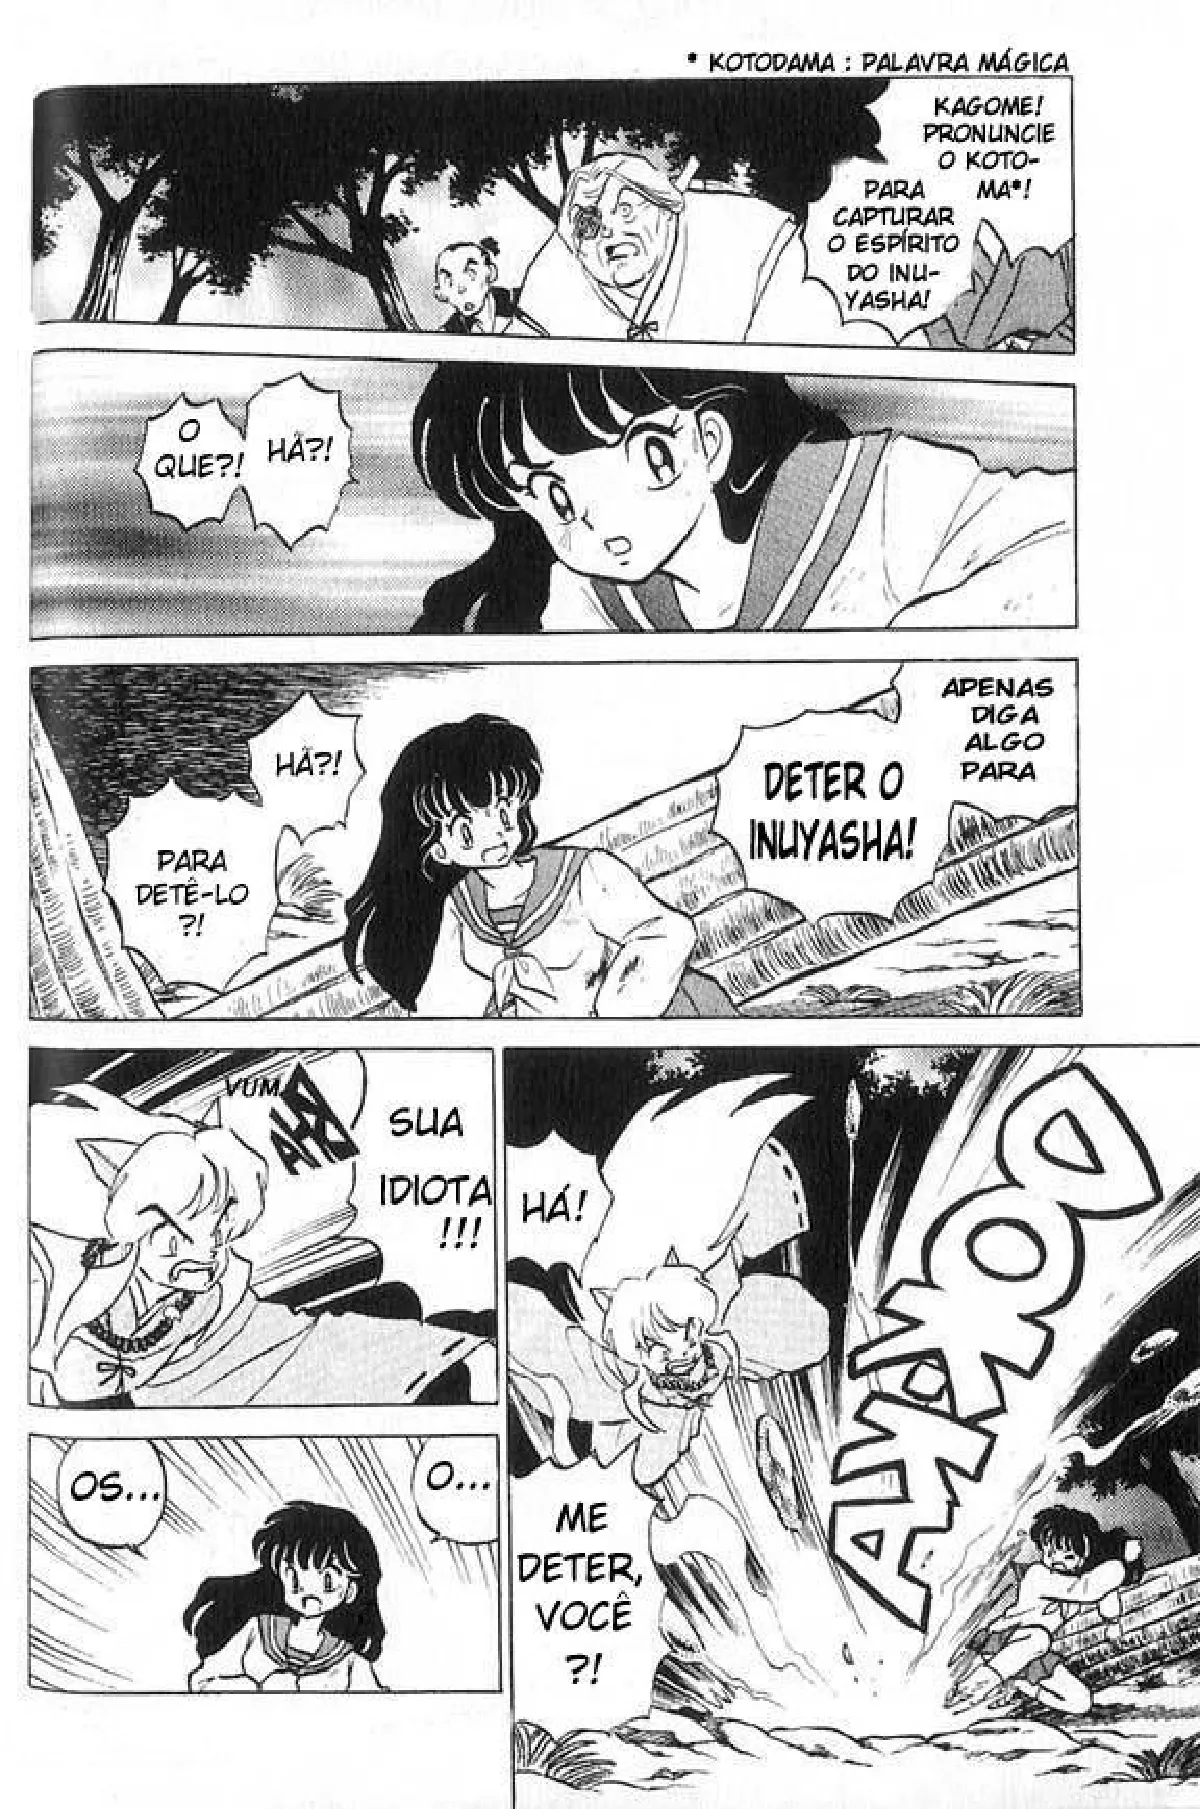 * KOTODAMA : PALAVRA MÁGICA
KAGOME!
PRONUNCIE
O KOTO-
MA*!
PARA
CAPTURAR
O ESPÍRITO
DO INU-
YASHA!
HÃ?!
O
QUE?!
APENAS
DIGA
ALGO
PARA
DETER O
INUYASHA!
HÃ?!
PARA
DETÊ-LO
?!
HÁ!
ME
DETER,
VOCÊ
?!
SUA
IDIOTA
!!!
VUM
O...
OS...